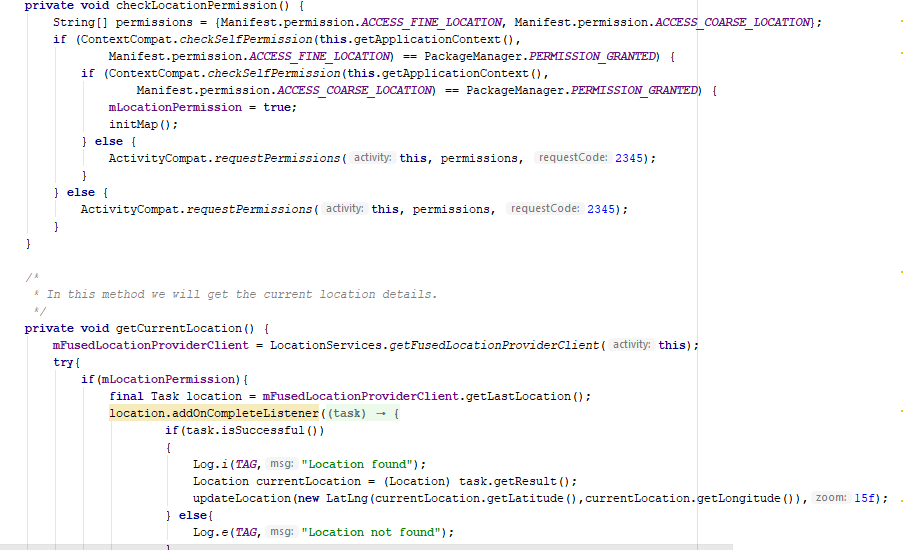 private void checkLocationPermission() {
String[] permissions = {Manifest.permission.ACCESS_FINE_LOCATION, Manifest.permission.ACCESS_COARSE_LOCATION};
if (ContextCompat.checkSelfPermission(this.getApplicationContext(),
Manifest.permission.ACCESS_FINE_LOCATION) == PackageManager.PERMISSION_GRANTED) {
if (ContextCompat.checkSelfPermission(this.getApplicationContext(),
Manifest.permission.ACCESS_COARSE_LOCATION) == PackageManager.PERMISSION_GRANTED) {
mLocationPermission = true;
initMap();
} else {
ActivityCompat.requestPermissions( activity: this, permissions, requestCode: 2345);
}
} else {
ActivityCompat.requestPermissions( activity: this, permissions, requestCode: 2345);
}
}
/*
* In this method we will get the current location details.
*/
private void getCurrentLocation() {
mFusedLocationProviderClient = LocationServices.getFusedLocationProviderClient( activity: this);
try{
if(mLocationPermission){
final Task location = mFusedLocationProviderClient.getLastLocation();
location.addOnCompleteListener((task) → {
if(task.isSuccessful())
{
Log.i(TAG, msg: "Location found");
Location currentLocation = (Location) task.getResult();
updateLocation(new LatLng(currentLocation.getLatitude(),currentLocation.getLongitude()), zoom: 15f);
} else{
Log.e(TAG, msg: "Location not found");
}